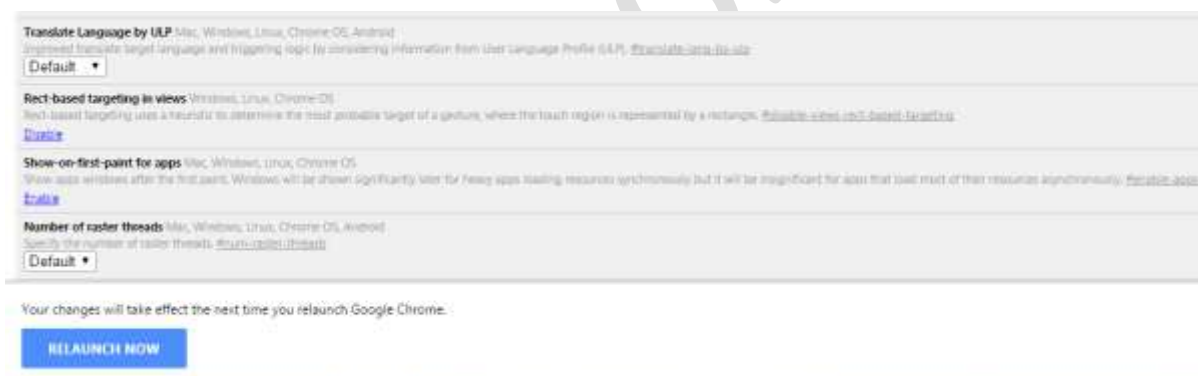 Translate Language by ULP Mac, Windows, Linux, Chrome OS, Android
Improved translate target language and triggering logic by considering information from User Language Profile (ULP). #translate-lang-by-ulp
Default
Rect-based targeting in views Windows, Linux, Chrome OS
Rect-based targeting uses a heuristic to determine the most probable target of a gesture, where the touch region is represented by a rectangle. #disable-views-rect-based-targeting
Disable
Show-on-first-paint for apps Mac, Windows, Linux, Chrome OS
Show apps windows after the first paint. Windows will be shown significantly later for heavy apps loading resources synchronously but it will be insignificant for apps that load most of their resources asynchronously. #enable-apps
Enable
Number of raster threads Mac, Windows, Linux, Chrome OS, Android
Specify the number of raster threads. #num-raster-threads
Default
Your changes will take effect the next time you relaunch Google Chrome.
RELAUNCH NOW